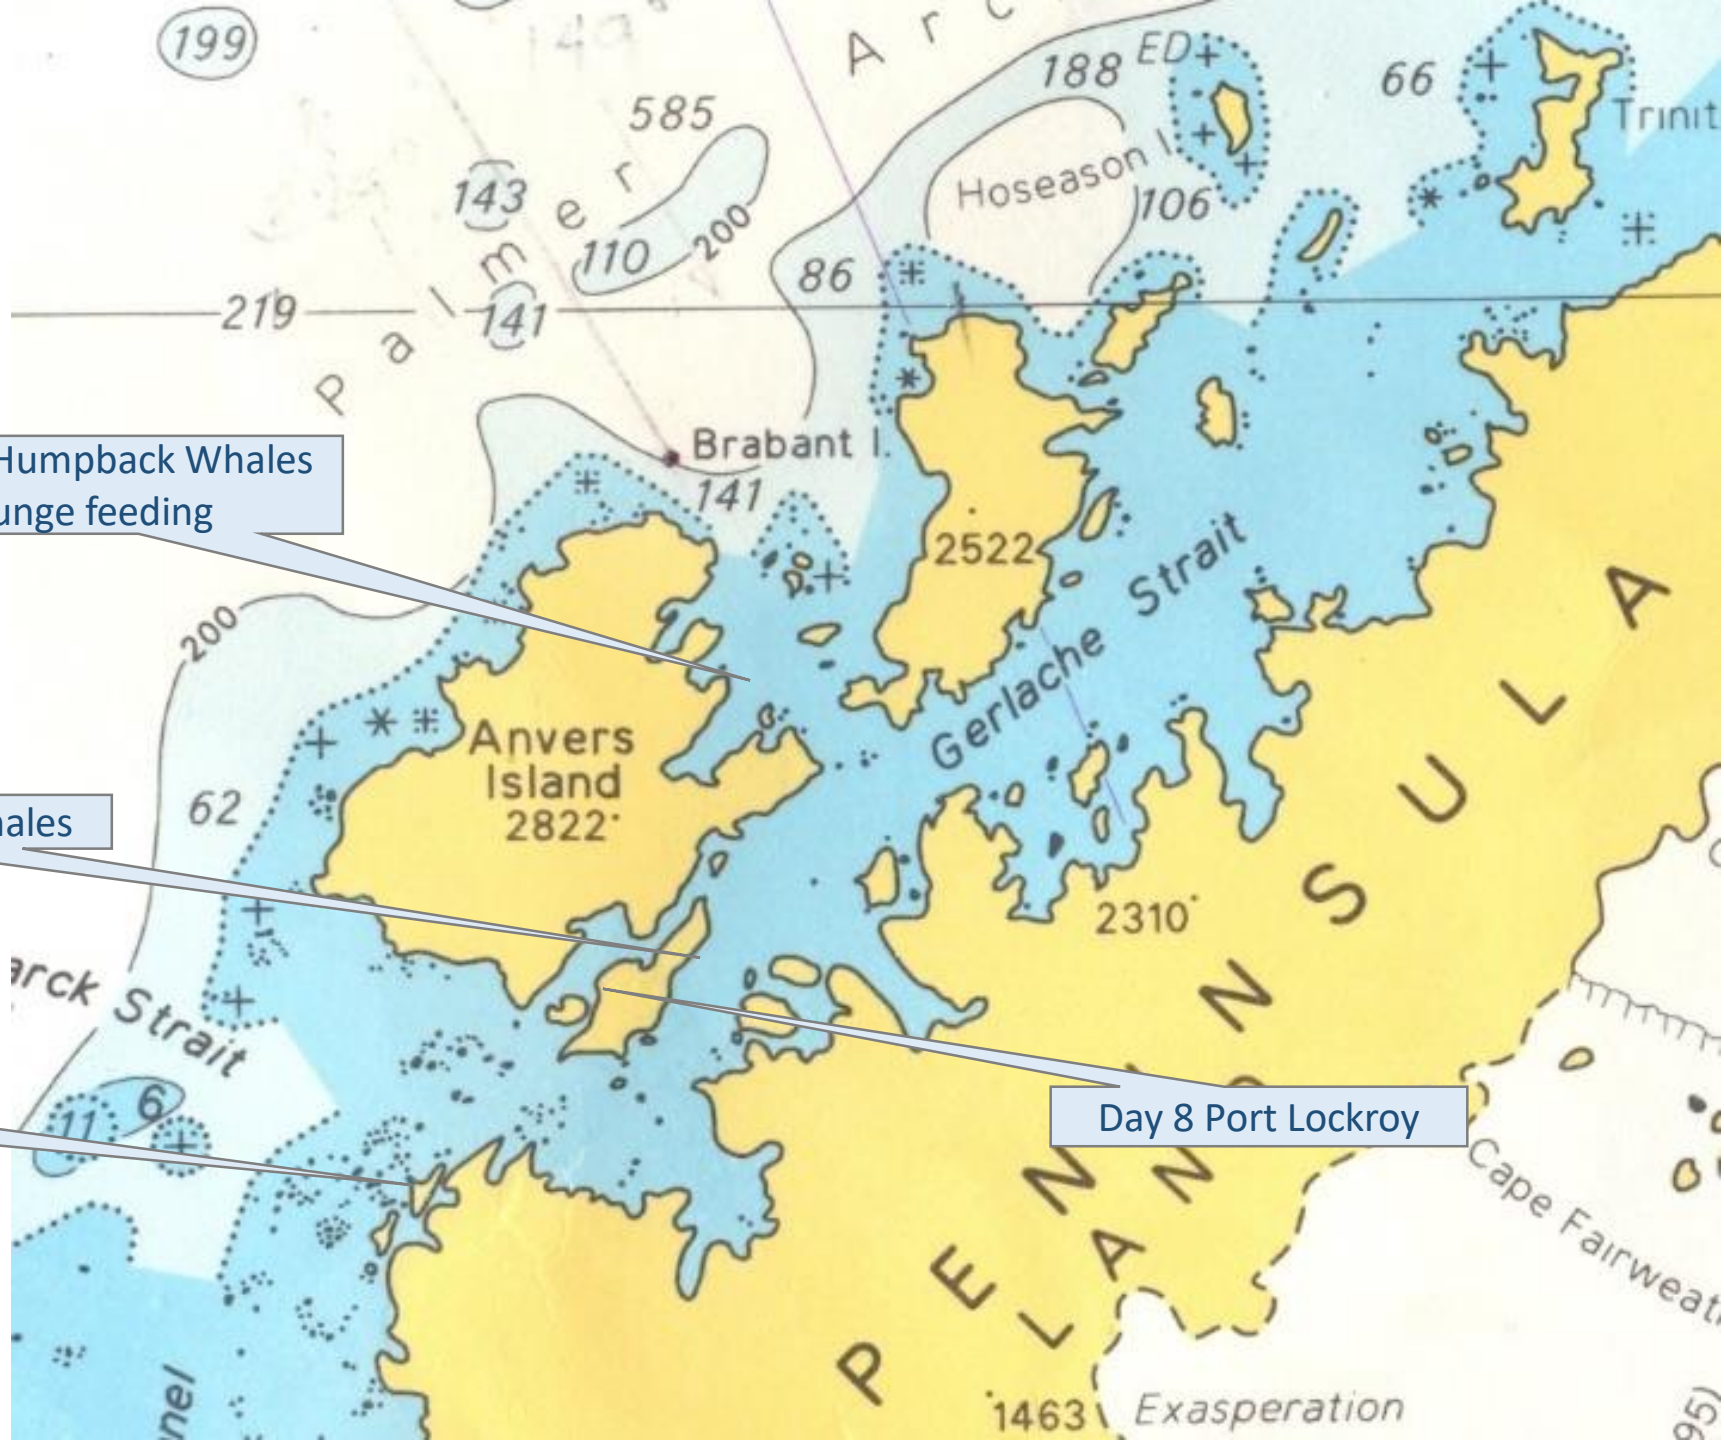 199
188
ED
66
585
Trinit
Hoseason I.
143
106
200
110
86
Palmer
Arc
219
141
Brabant I.
141
Humpback Whales
unge feeding
2522
Gerlache Strait
200
Anvers
Island
2822
62
ales
2310
arck Strait
6
11
Day 8 Port Lockroy
PENINSULA
LAND
Cape Fairweat
nel
1463
Exasperation
95)